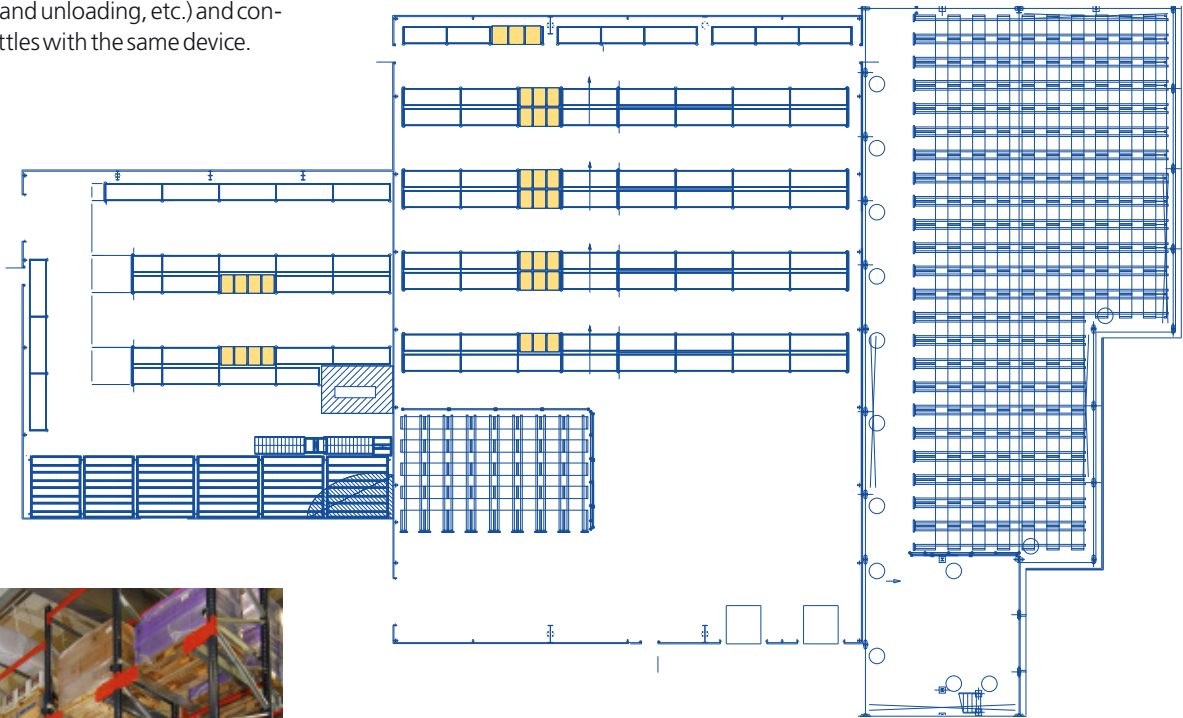 and unloading, etc.) and con-
ttles with the same device.